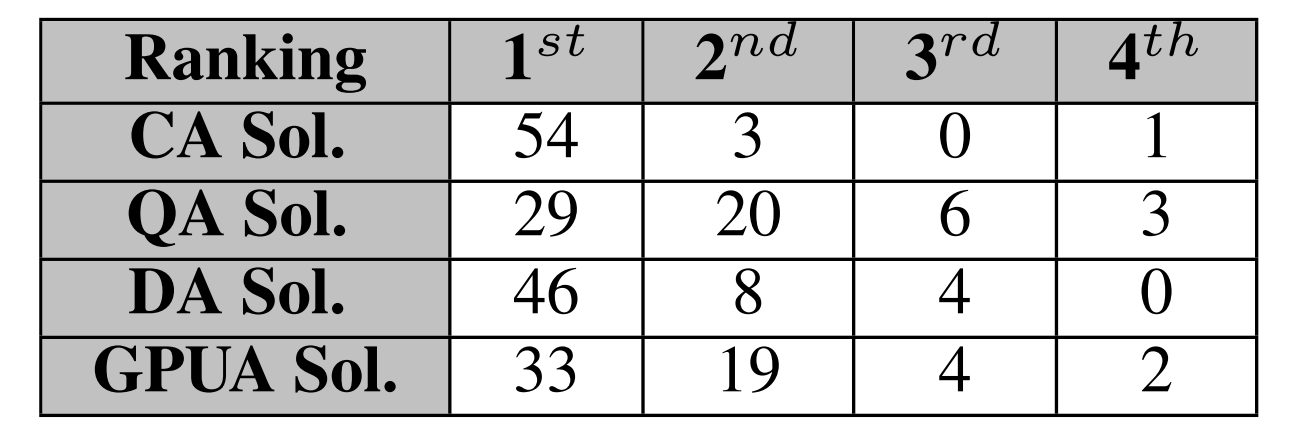 Ranking 1st 2nd 3rd 4th
CA Sol. 54 3 0 1
QA Sol. 29 20 6 3
DA Sol. 46 8 4 0
GPUA Sol. 33 19 4 2